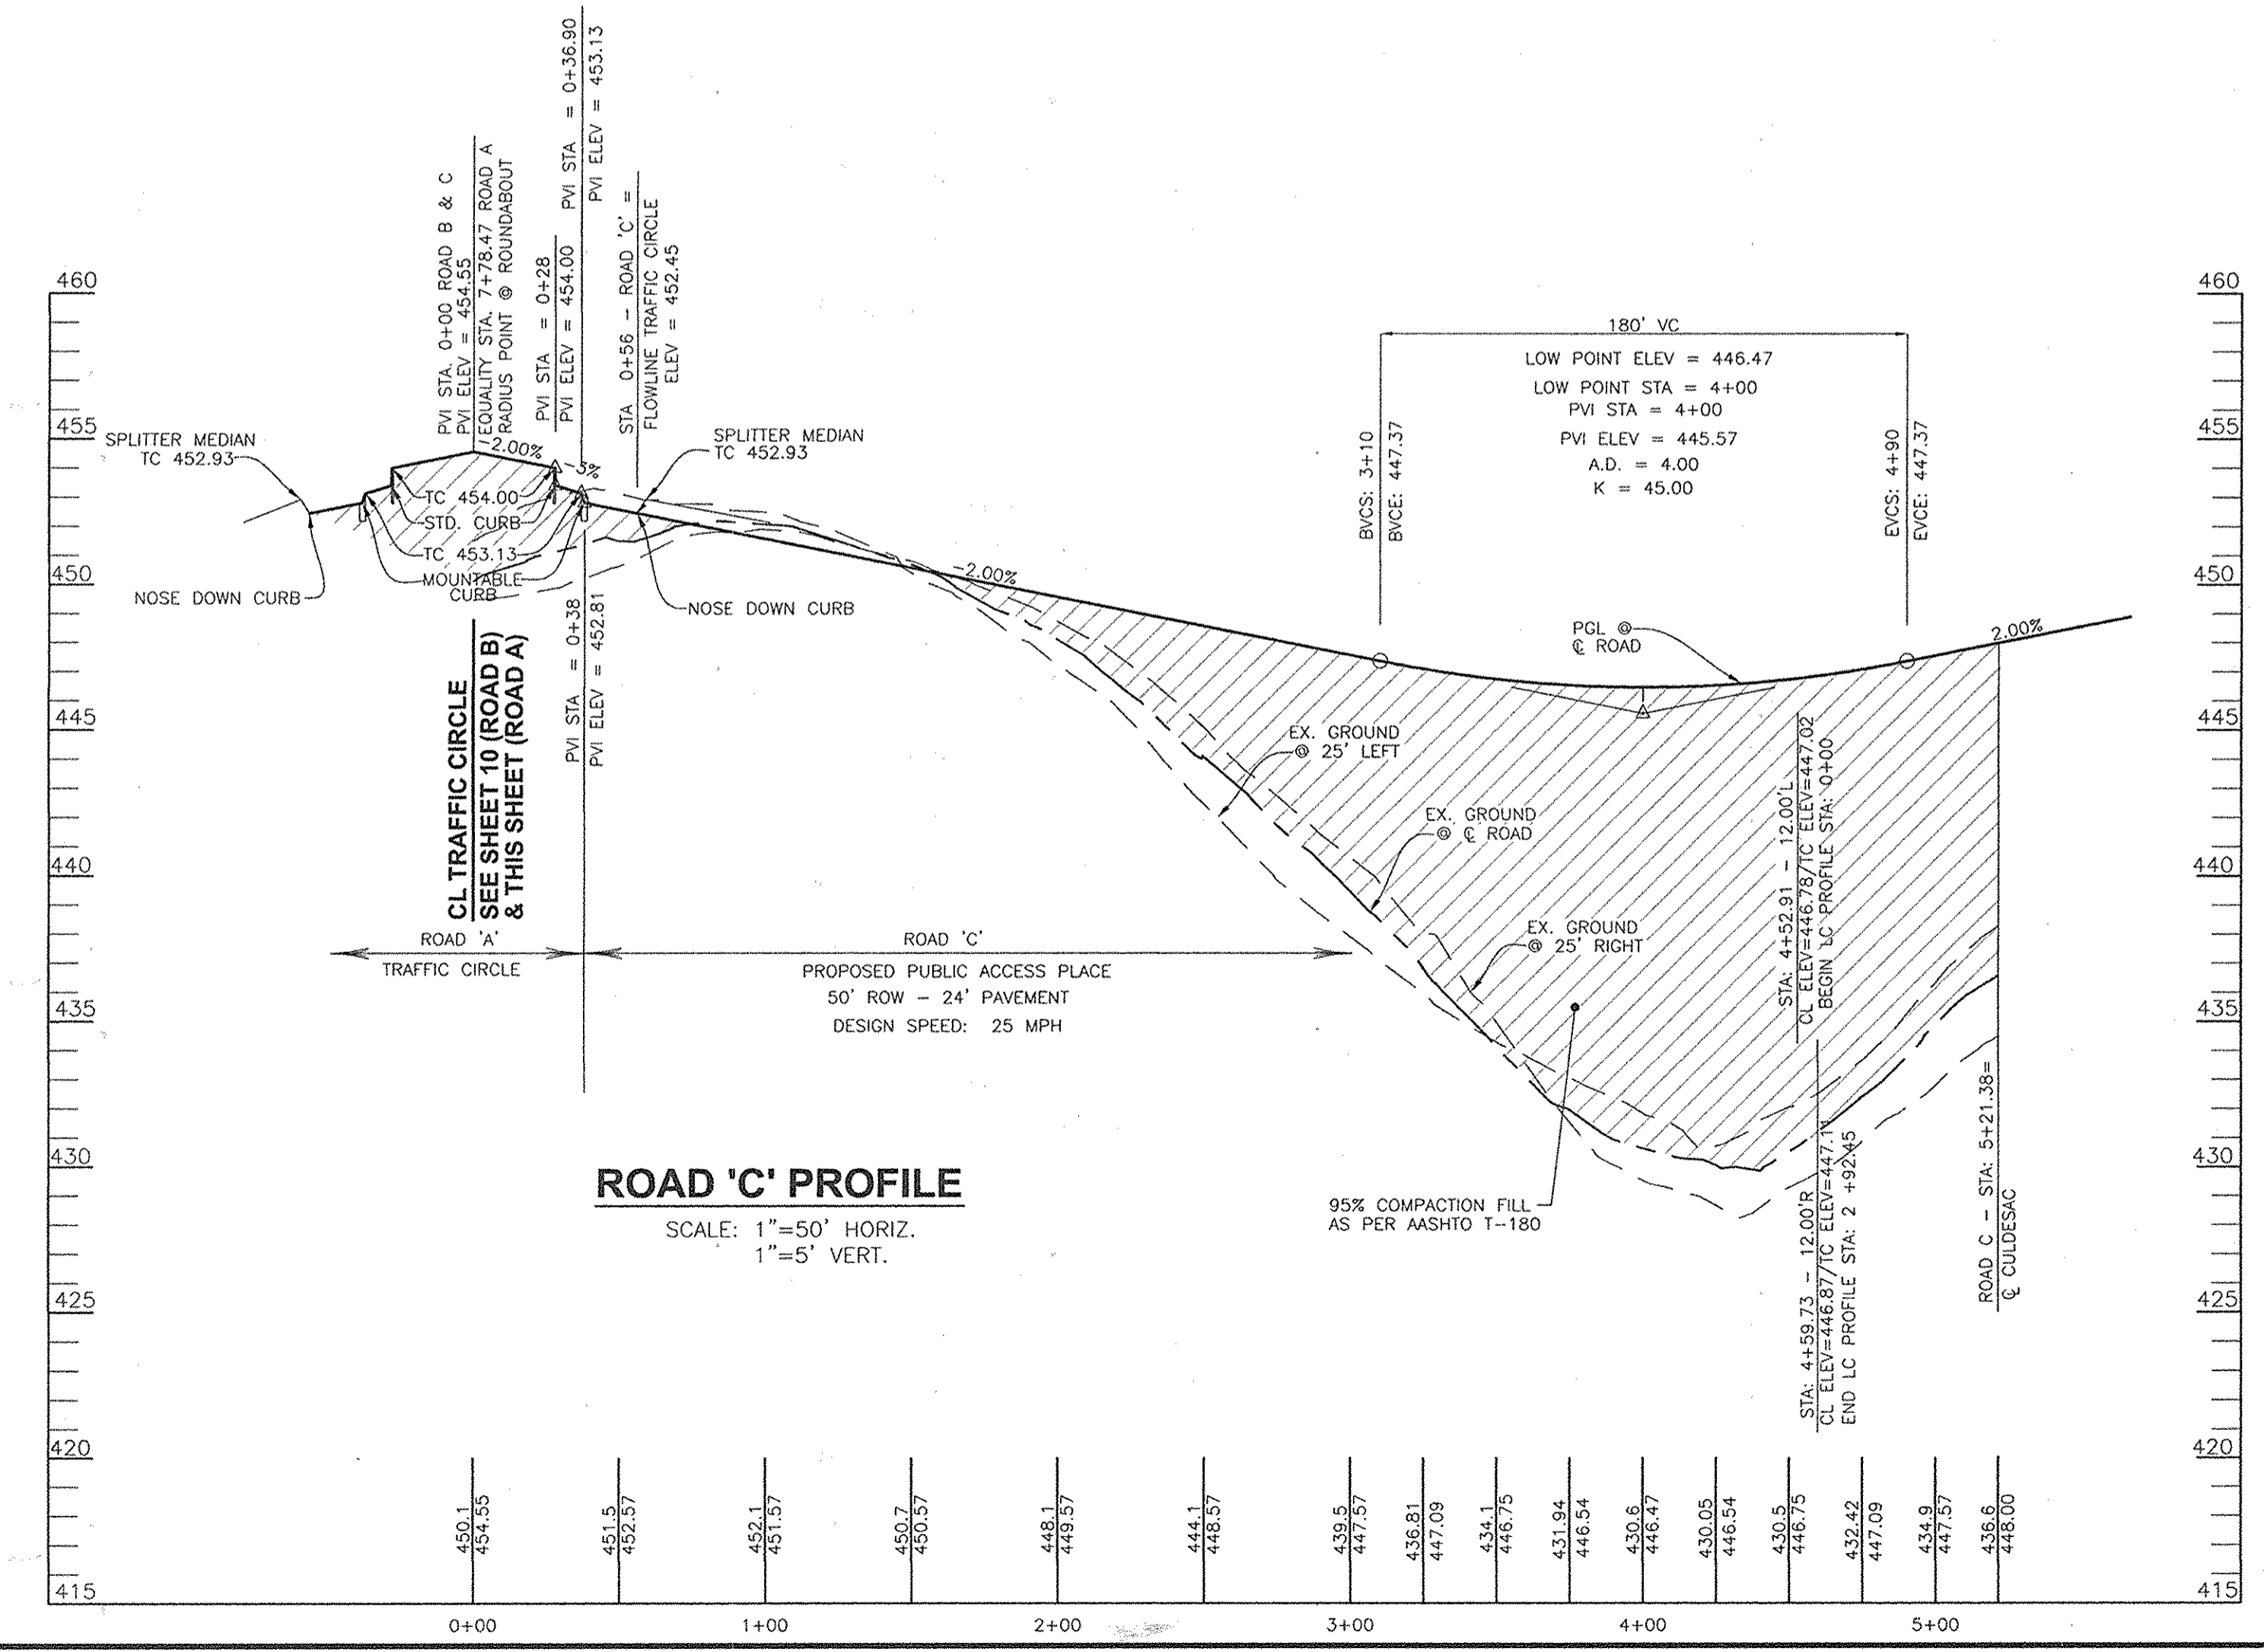 PVI STA. 0+00 ROAD B & C
PVI ELEV = 454.55
EQUALITY STA. 7+78.47 ROAD A
RADIUS POINT @ ROUNDABOUT
PVI STA = 0+28
PVI ELEV = 454.00
PVI STA = 0+36.90
PVI ELEV = 453.13
STA 0+56 - ROAD 'C' =
FLOWLINE TRAFFIC CIRCLE
ELEV = 452.45
460
455
450
445
440
435
430
425
420
415
460
455
450
445
440
435
430
425
420
415
SPLITTER MEDIAN
TC 452.93
-2.00%
-3%
SPLITTER MEDIAN
TC 452.93
TC 454.00
STD. CURB
TC 453.13
MOUNTABLE
CURB
NOSE DOWN CURB
NOSE DOWN CURB
-2.00%
180' VC
LOW POINT ELEV = 446.47
LOW POINT STA = 4+00
PVI STA = 4+00
PVI ELEV = 445.57
A.D. = 4.00
K = 45.00
BVCS: 3+10
BVCE: 447.37
EVCS: 4+90
EVCE: 447.37
PGL @
℄ ROAD
2.00%
CL TRAFFIC CIRCLE
SEE SHEET 10 (ROAD B)
& THIS SHEET (ROAD A)
PVI STA = 0+38
PVI ELEV = 452.81
EX. GROUND
@ 25' LEFT
EX. GROUND
@ ℄ ROAD
EX. GROUND
@ 25' RIGHT
STA: 4+52.91 - 12.00'L
CL ELEV=446.78/TC ELEV=447.02
BEGIN LC PROFILE STA: 0+00
ROAD 'A'
TRAFFIC CIRCLE
ROAD 'C'
PROPOSED PUBLIC ACCESS PLACE
50' ROW - 24' PAVEMENT
DESIGN SPEED: 25 MPH
95% COMPACTION FILL
AS PER AASHTO T-180
STA: 4+59.73 - 12.00'R
CL ELEV=446.87/TC ELEV=447.11
END LC PROFILE STA: 2 +92.45
ROAD C - STA: 5+21.38=
℄ CULDESAC
ROAD 'C' PROFILE
SCALE: 1"=50' HORIZ.
1"=5' VERT.
450.1
454.55
451.5
452.57
452.1
451.57
450.7
450.57
448.1
449.57
444.1
448.57
439.5
447.57
436.81
447.09
434.1
446.75
431.94
446.54
430.6
446.47
430.05
446.54
430.5
446.75
432.42
447.09
434.9
447.57
436.6
448.00
0+00
1+00
2+00
3+00
4+00
5+00